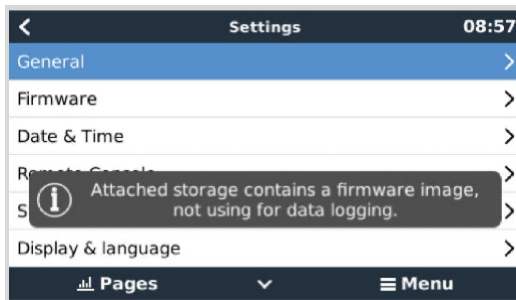 Settings
08:57
General
Firmware
Date & Time
Attached storage contains a firmware image,
not using for data logging.
Display & language
Pages
Menu